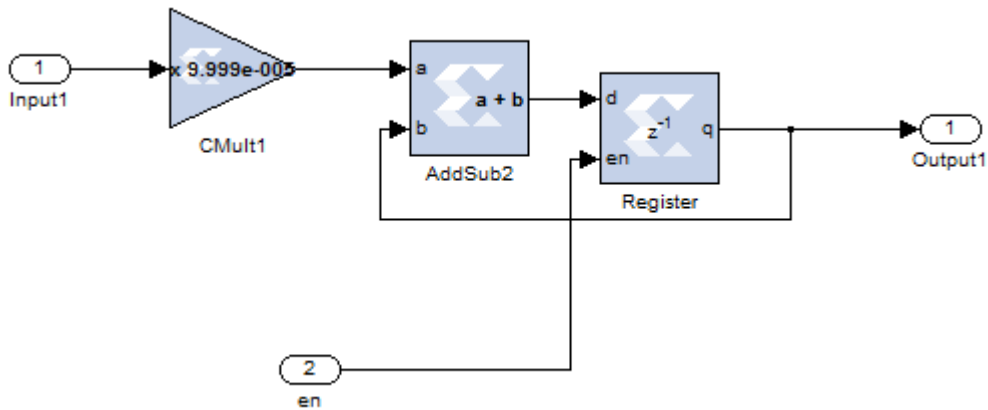 1
Input1
x 9.999e-005
CMult1
a
b
a + b
AddSub2
d
en
z-1
q
Register
1
Output1
2
en